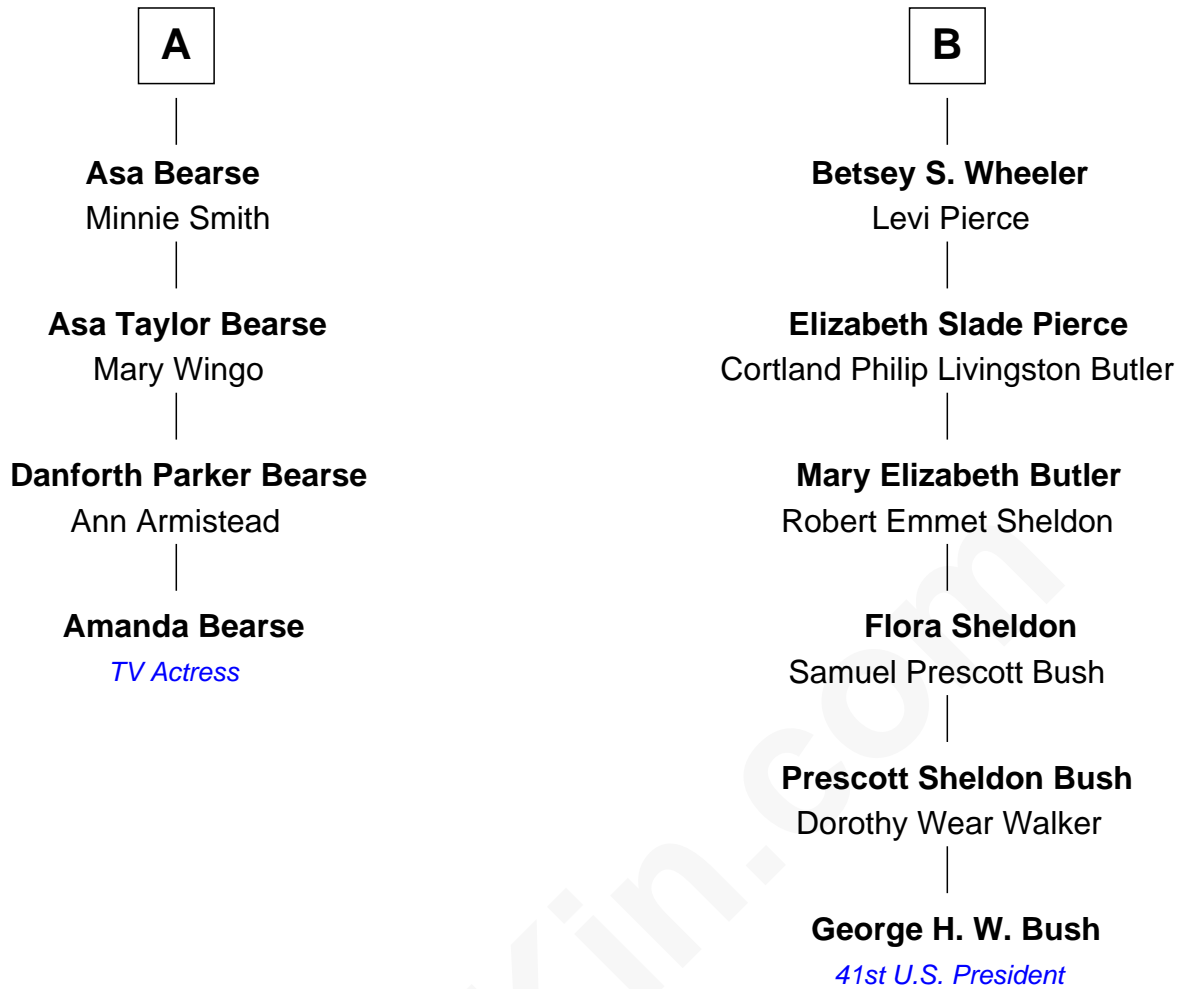 A
Asa Bearse
Minnie Smith
Asa Taylor Bearse
Mary Wingo
Danforth Parker Bearse
Ann Armistead
Amanda Bearse
TV Actress
B
Betsey S. Wheeler
Levi Pierce
Elizabeth Slade Pierce
Cortland Philip Livingston Butler
Mary Elizabeth Butler
Robert Emmet Sheldon
Flora Sheldon
Samuel Prescott Bush
Prescott Sheldon Bush
Dorothy Wear Walker
George H. W. Bush
41st U.S. President
Kin.com